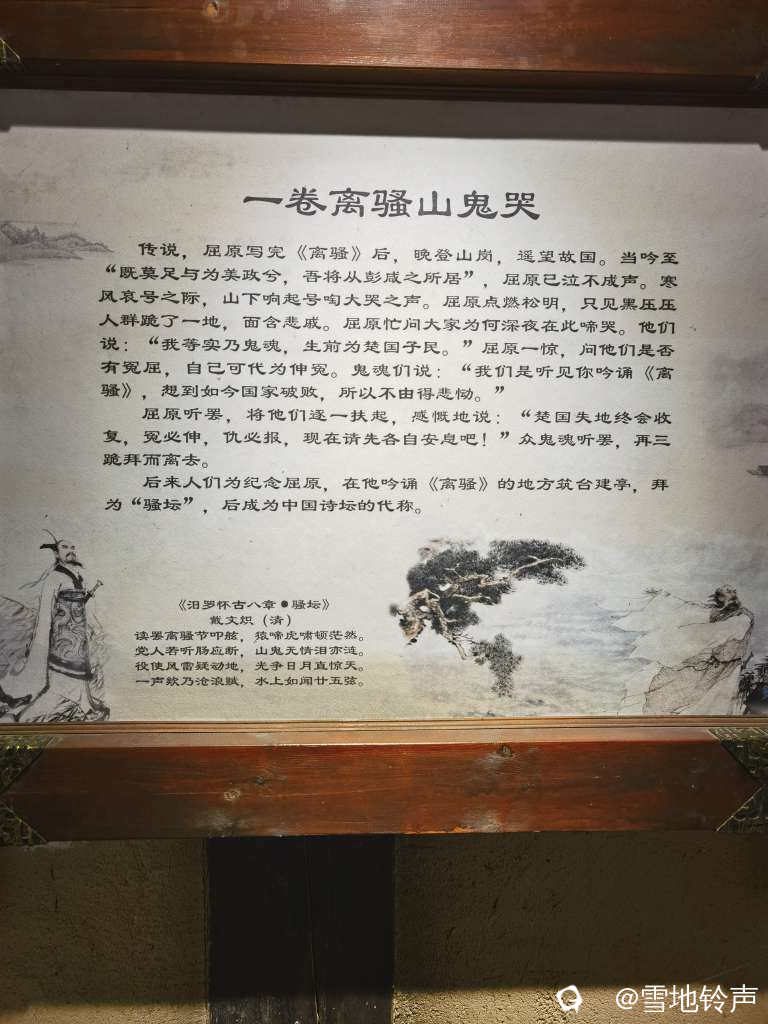 一卷离骚山鬼哭
传说，屈原写完《离骚》后，晚登山岗，遥望故国。当吟至
“既莫足与为美政兮，吾将从彭咸之所居”，屈原已泣不成声。寒
风哀号之际，山下响起号啕大哭之声。屈原点燃松明，只见黑压压
人群跪了一地，面含悲戚。屈原忙问大家为何深夜在此啼哭。他们
说：“我等实乃鬼魂，生前为楚国子民。”屈原一惊，问他们是否
有冤屈，自己可代为伸冤。鬼魂们说：“我们是听见你吟诵《离
骚》，想到如今国家破败，所以不由得悲恸。”
屈原听罢，将他们逐一扶起，感慨地说：“楚国失地终会收
复，冤必伸，仇必报，现在请先各自安息吧！”众鬼魂听罢，再三
跪拜而离去。
后来人们为纪念屈原，在他吟诵《离骚》的地方筑台建亭，拜
为“骚坛”，后成为中国诗坛的代称。
《汨罗怀古八章●骚坛》
戴文炽（清）
读罢离骚节叩舷，猿啼虎啸顿茫然。
党人若听肠应断，山鬼无情泪亦涟。
役使风雷疑动地，光争日月直惊天。
一声欸乃沧浪赋，水上如闻廿五弦。
@雪地铃声